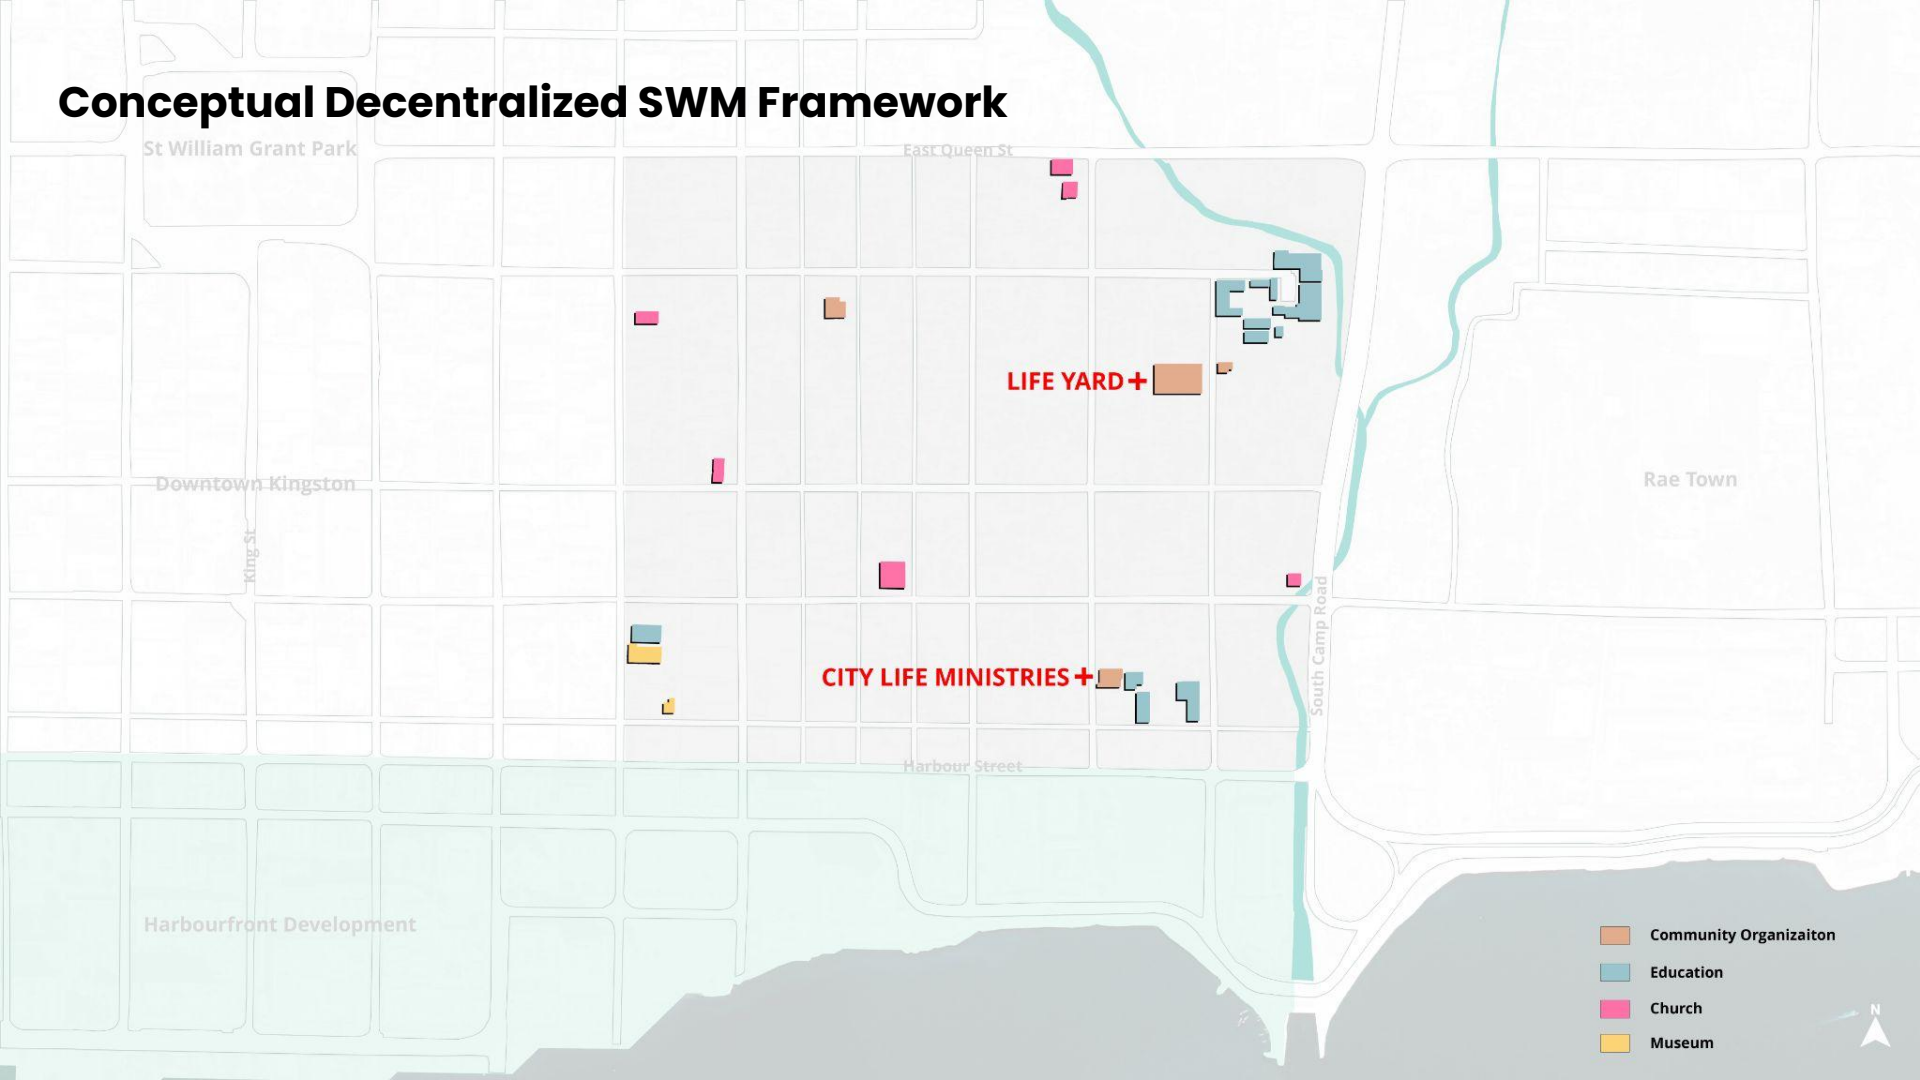 Conceptual Decentralized SWM Framework
St William Grant Park
East Queen St
LIFE YARD
Downtown Kingston
Rae Town
King St
South Camp Road
CITY LIFE MINISTRIES
Harbour Street
Harbourfront Development
Community Organizaiton
Education
Church
Museum
N